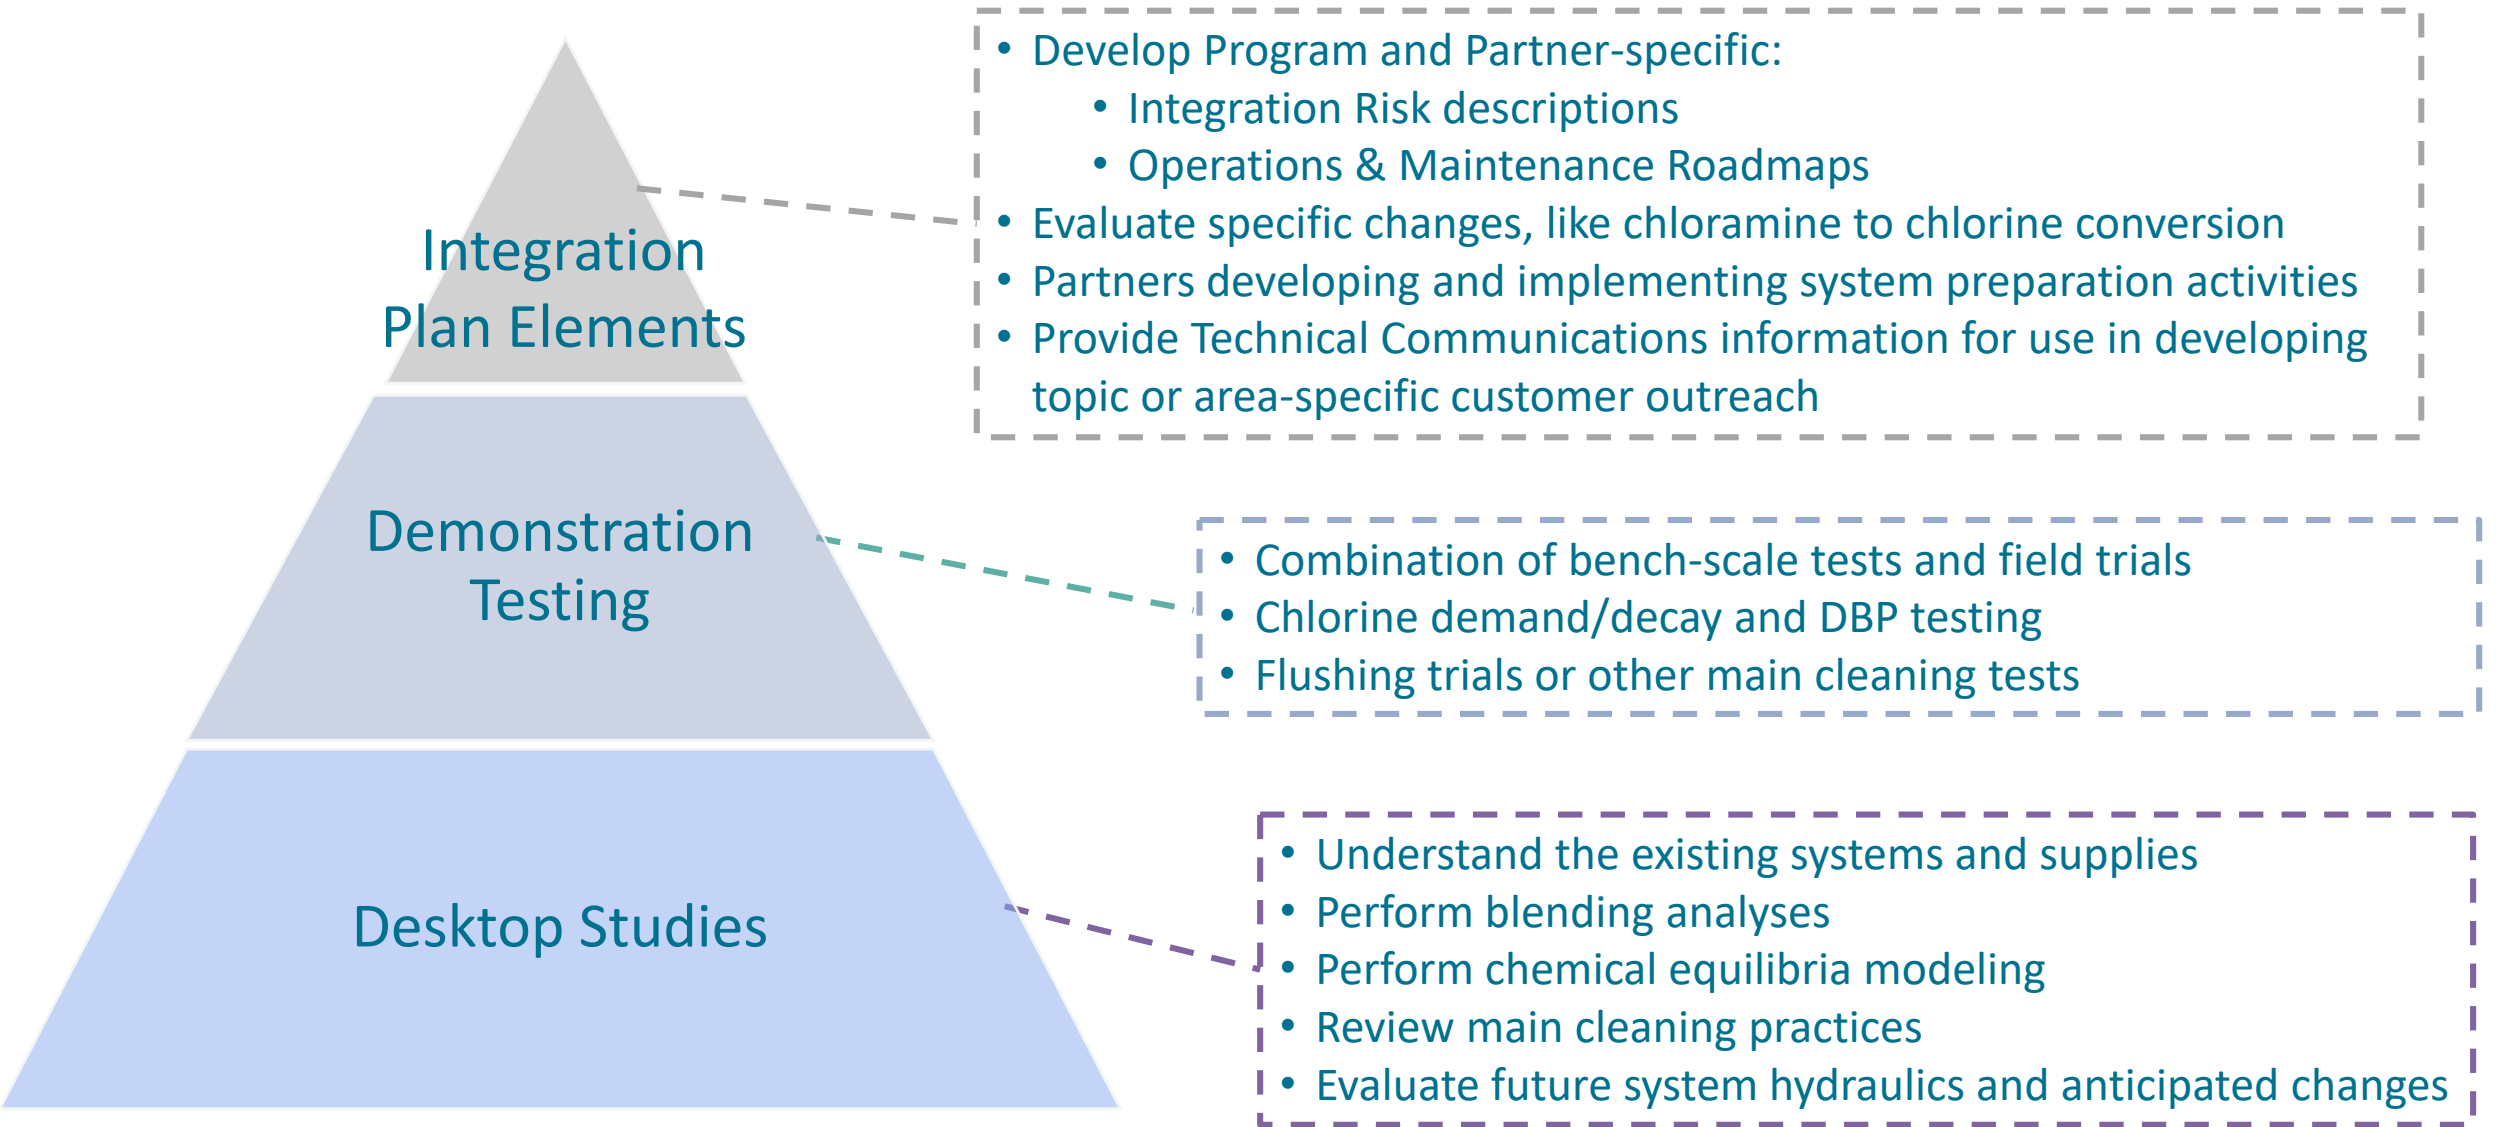 Integration
Plan Elements
• Develop Program and Partner-specific:
• Integration Risk descriptions
• Operations & Maintenance Roadmaps
• Evaluate specific changes, like chloramine to chlorine conversion
• Partners developing and implementing system preparation activities
• Provide Technical Communications information for use in developing
topic or area-specific customer outreach
Demonstration
Testing
• Combination of bench-scale tests and field trials
• Chlorine demand/decay and DBP testing
• Flushing trials or other main cleaning tests
Desktop Studies
• Understand the existing systems and supplies
• Perform blending analyses
• Perform chemical equilibria modeling
• Review main cleaning practices
• Evaluate future system hydraulics and anticipated changes